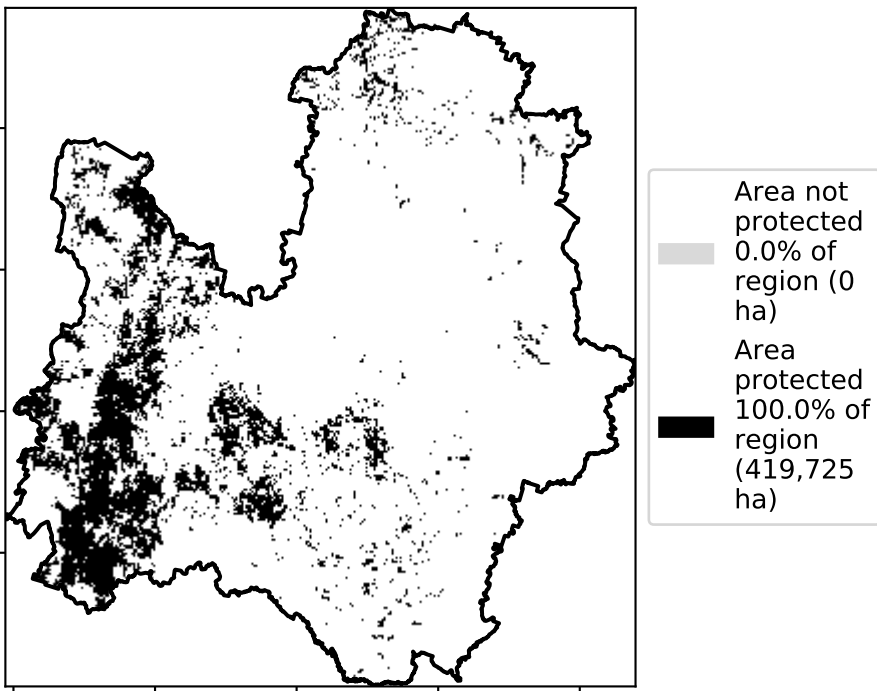 Area not
protected
0.0% of
region (0
ha)
Area
protected
100.0% of
region
(419,725
ha)